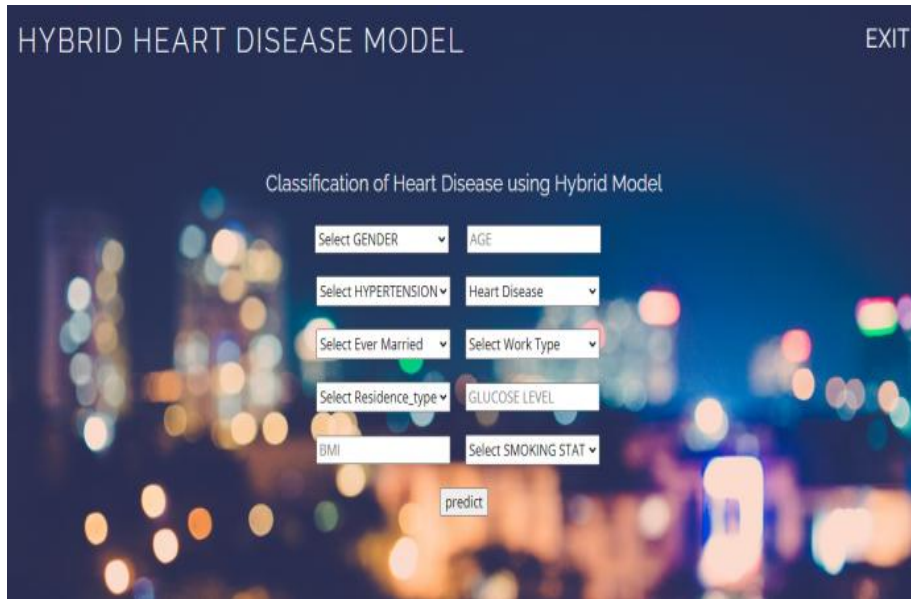 HYBRID HEART DISEASE MODEL
EXIT
Classification of Heart Disease using Hybrid Model
Select GENDER
AGE
Select HYPERTENSION
Heart Disease
Select Ever Married
Select Work Type
Select Residence_type
GLUCOSE LEVEL
BMI
Select SMOKING STAT
predict